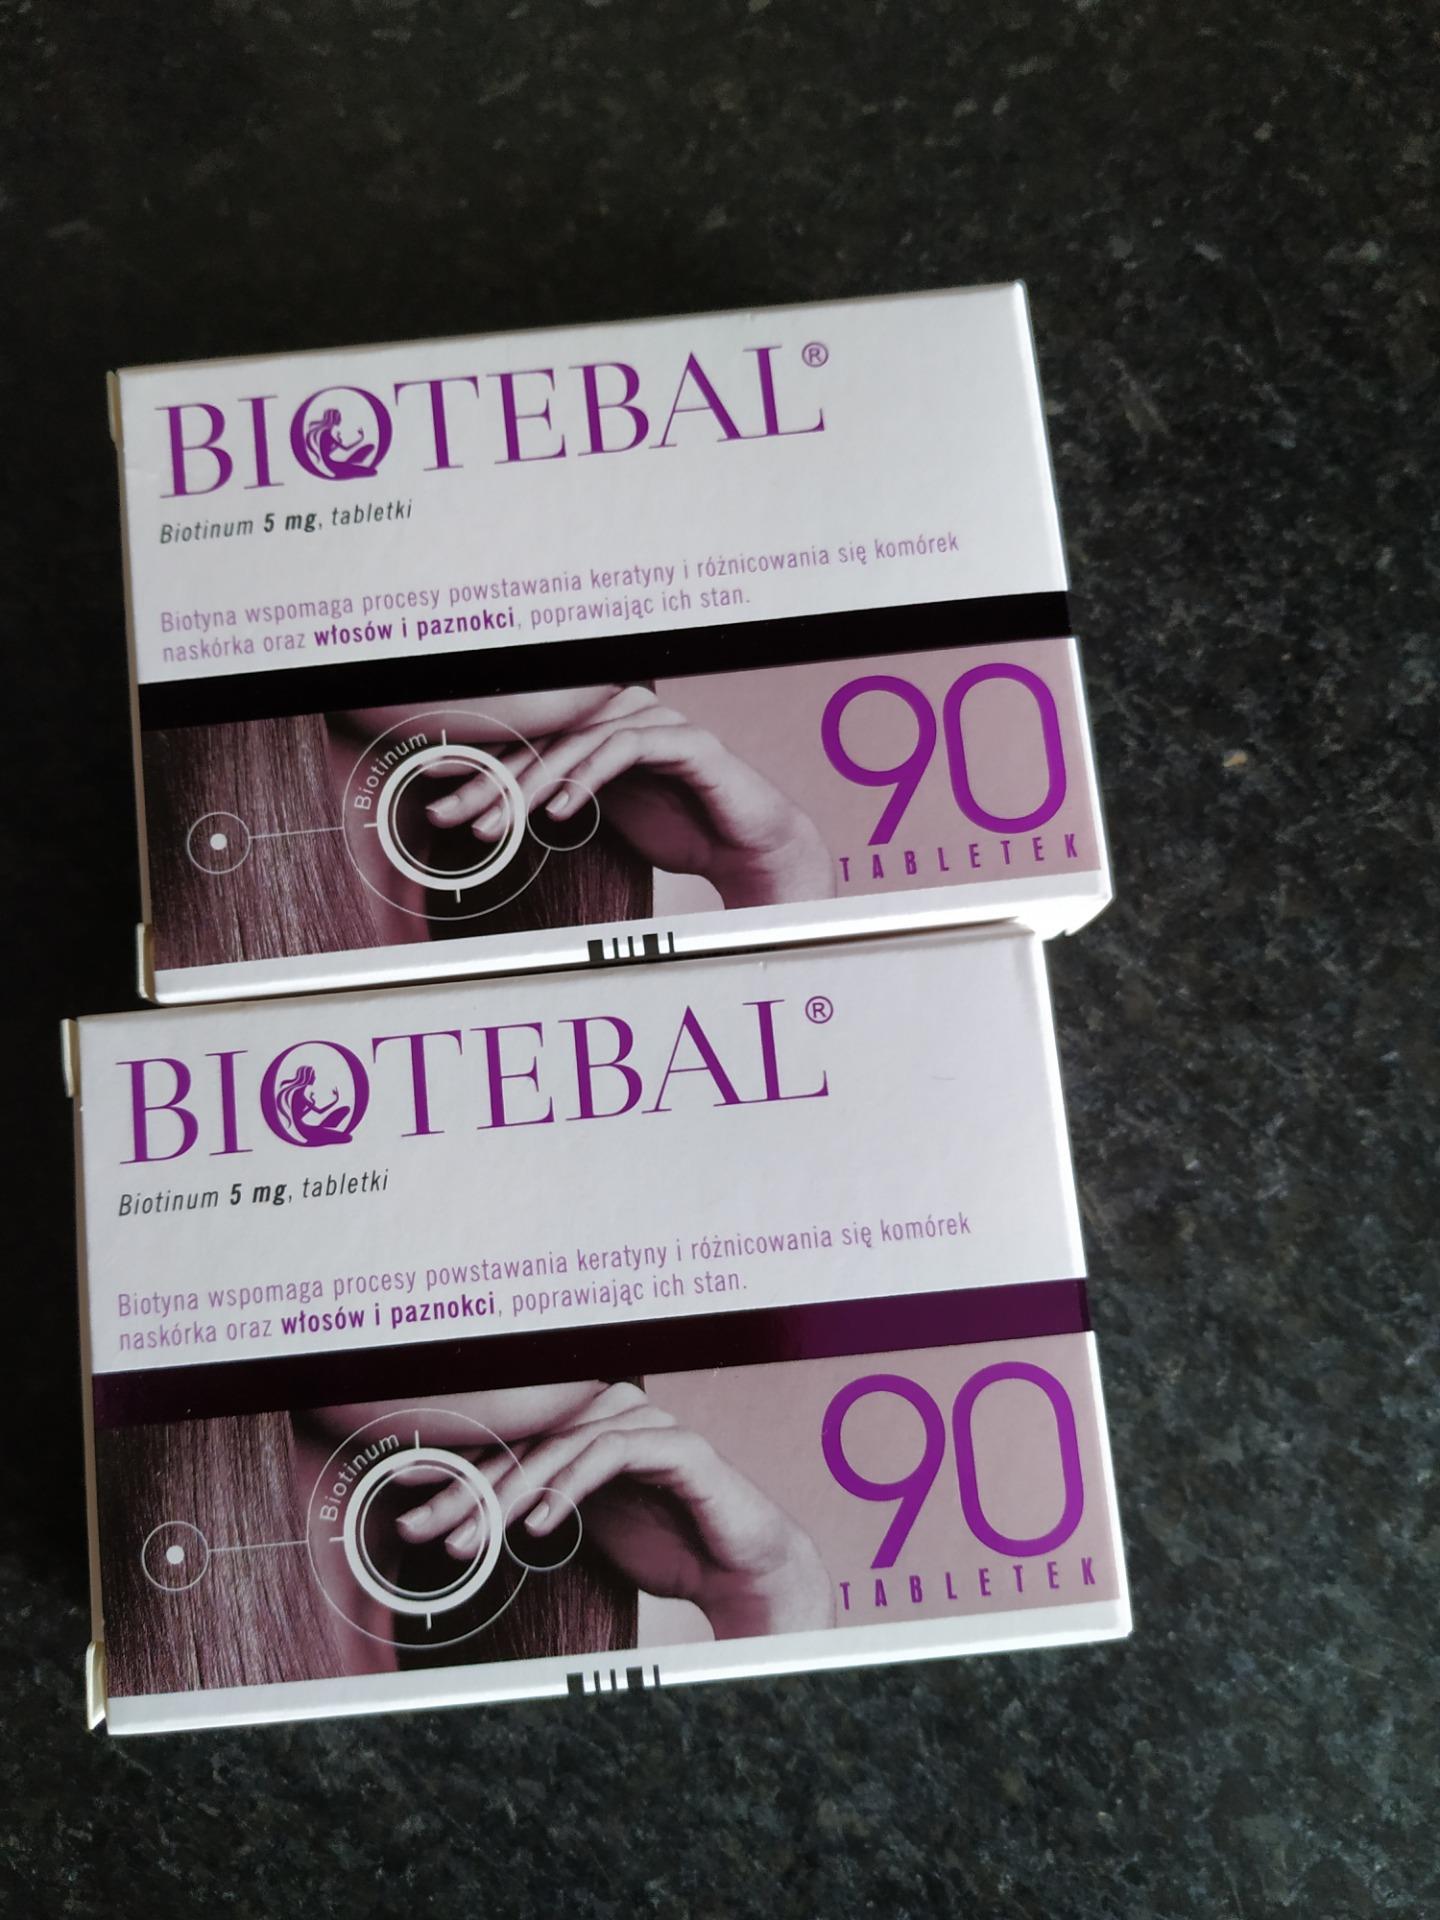 BIOTEBAL®
Biotinum 5 mg, tabletki
Biotyna wspomaga procesy powstawania keratyny i różnicowania się komórek
naskórka oraz włosów i paznokci, poprawiając ich stan.
Biotinum
90
TABLETEK
BIOTEBAL®
Biotinum 5 mg, tabletki
Biotyna wspomaga procesy powstawania keratyny i różnicowania się komórek
naskórka oraz włosów i paznokci, poprawiając ich stan.
Biotinum
90
TABLETEK